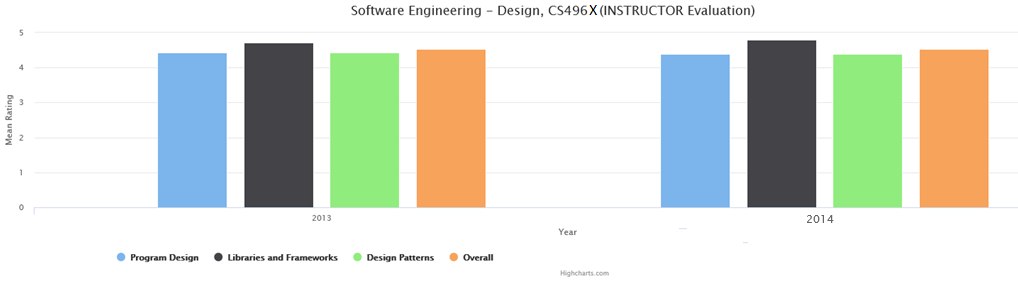 Software Engineering - Design, CS496X(INSTRUCTOR Evaluation)
5
4
3
2
1
0
Mean Rating
2013
2014
Year
Program Design
Libraries and Frameworks
Design Patterns
Overall
Highcharts.com